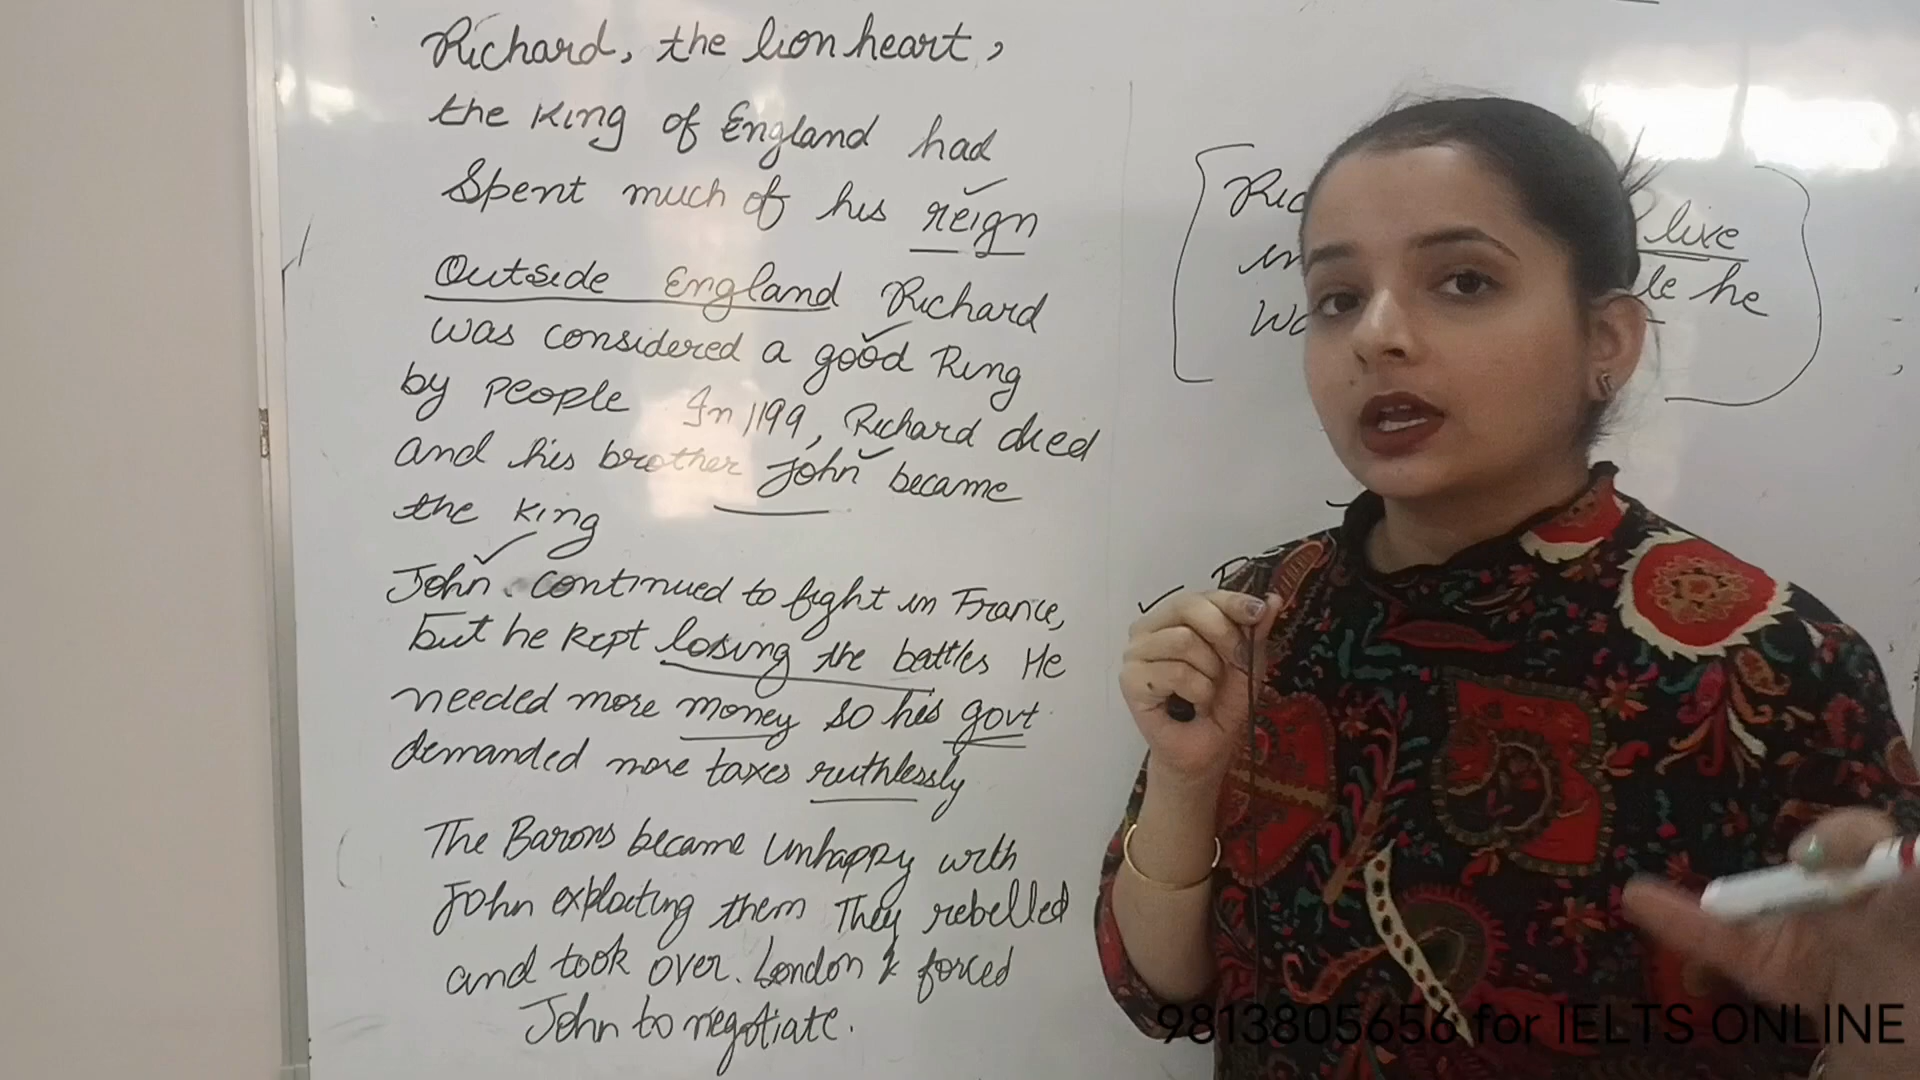 Richard, the lion heart,
the King of England had
Spent much of his reign
Outside England Richard
was considered a good King
by people In 1199, Richard died
and his brother John became
the King
John. continued to fight in France,
but he kept losing the battles He
needed more money so his govt
demanded more taxes ruthlessly
The Barons became unhappy with
John exploiting them They rebelled
and took over. London & forced
John to negotiate.
live
he
9813805656 for IELTS ONLINE